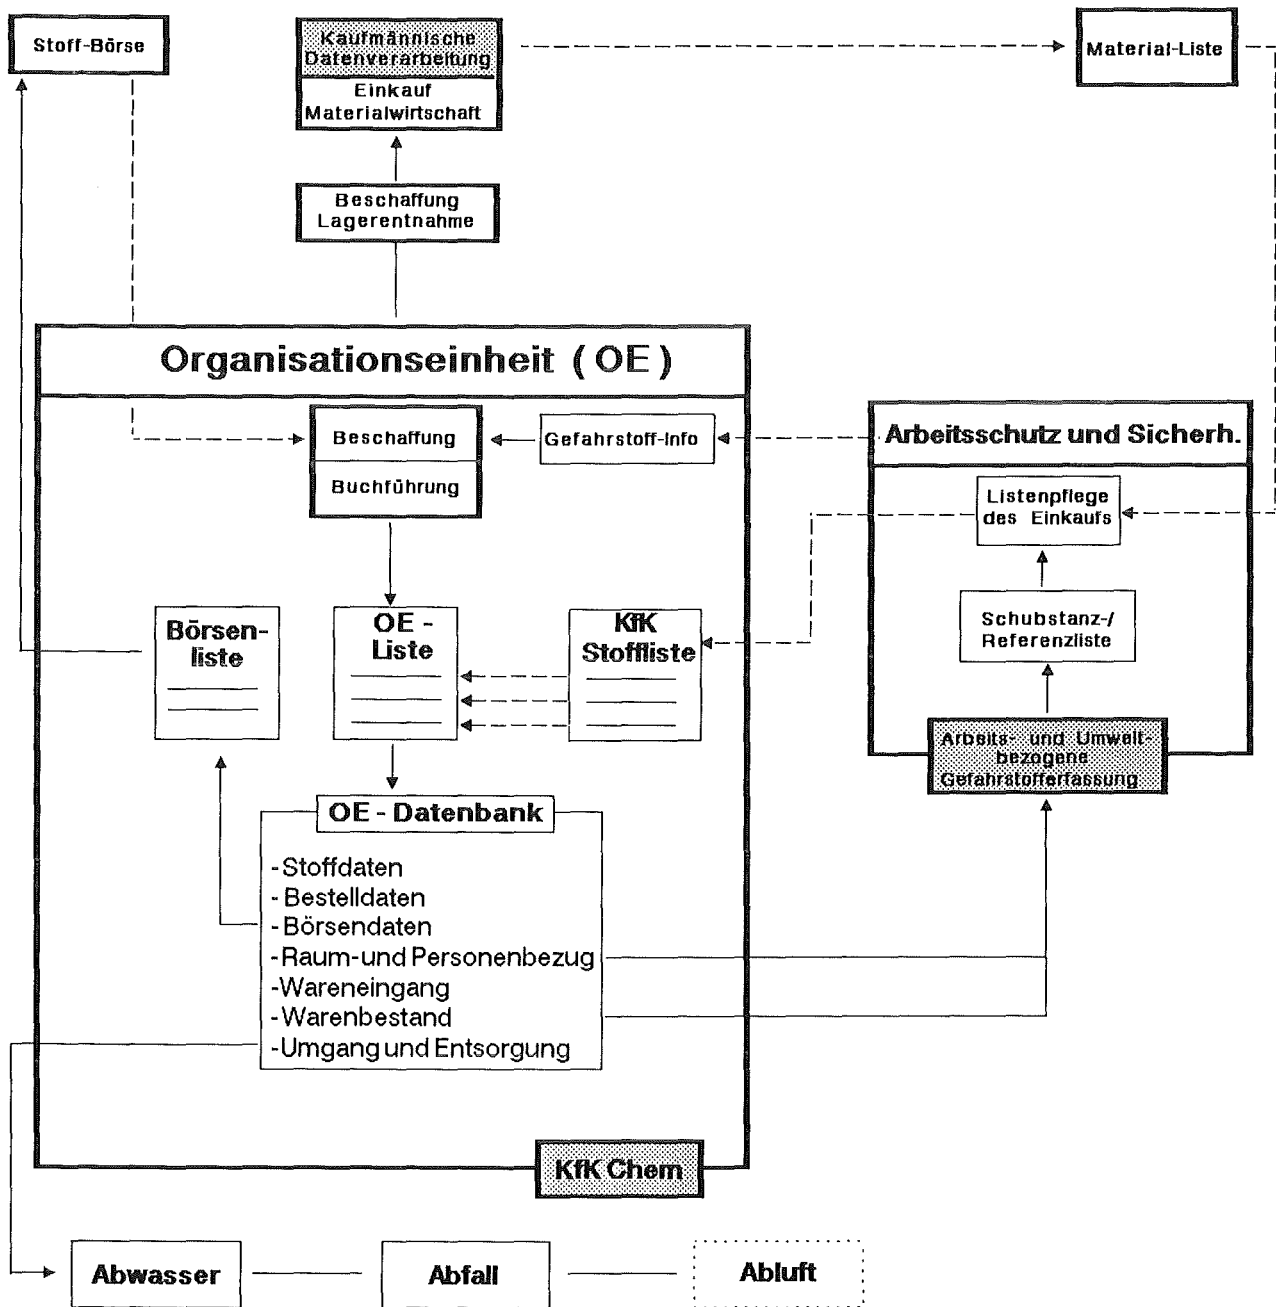 Stoff-Börse
Kaufmännische
Datenverarbeitung
Einkauf
Materialwirtschaft
Material-Liste
Beschaffung
Lagerentnahme
Organisationseinheit ( OE )
Beschaffung
Buchführung
Gefahrstoff-Info
Arbeitsschutz und Sicherh.
Listenpflege
des Einkaufs
Schubstanz-/
Referenzliste
Arbeits- und Umwelt-
bezogene
Gefahrstofferfassung
Börsen-
liste
OE -
Liste
KfK
Stoffliste
OE - Datenbank
- Stoffdaten
- Bestelldaten
- Börsendaten
- Raum- und Personenbezug
- Wareneingang
- Warenbestand
- Umgang und Entsorgung
KfK Chem
Abwasser
Abfall
Abluft